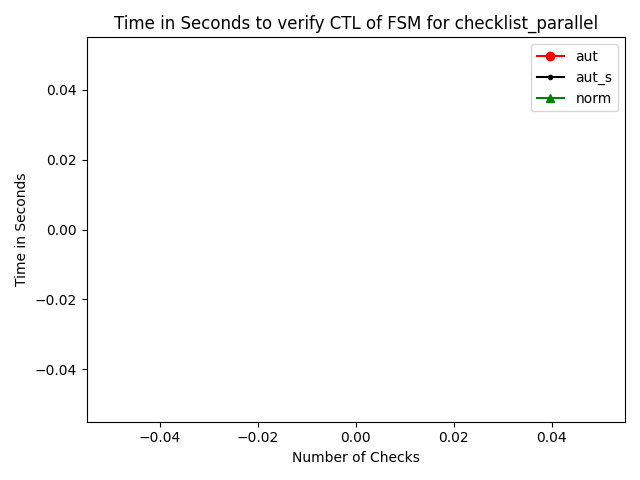 Time in Seconds to verify CTL of FSM for checklist_parallel
aut
aut_s
norm
0.04
0.02
0.00
−0.02
−0.04
Time in Seconds
−0.04
−0.02
0.00
0.02
0.04
Number of Checks